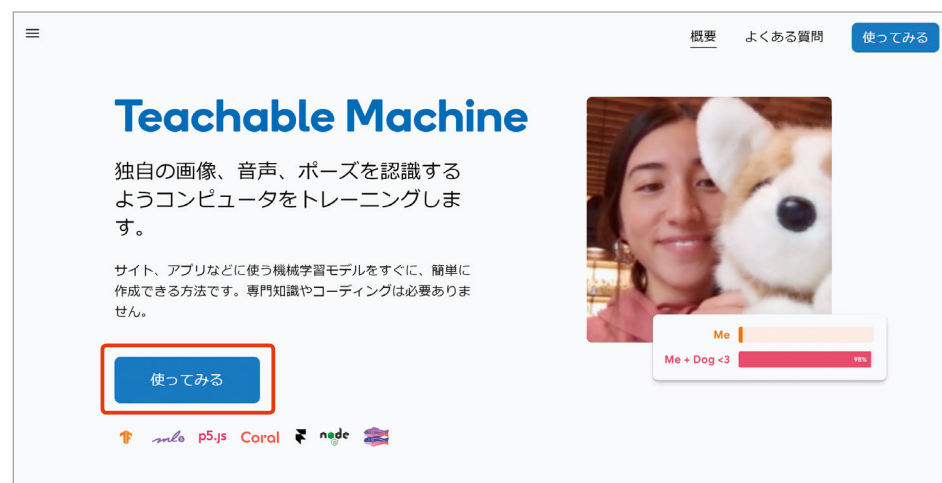 概要 よくある質問 使ってみる
Teachable Machine
独自の画像、音声、ポーズを認識する
ようコンピュータをトレーニングしま
す。
サイト、アプリなどに使う機械学習モデルをすぐに、簡単に
作成できる方法です。専門知識やコーディングは必要ありま
せん。
Me
Me + Dog <3 98%
使ってみる
ml5 p5.js Coral node